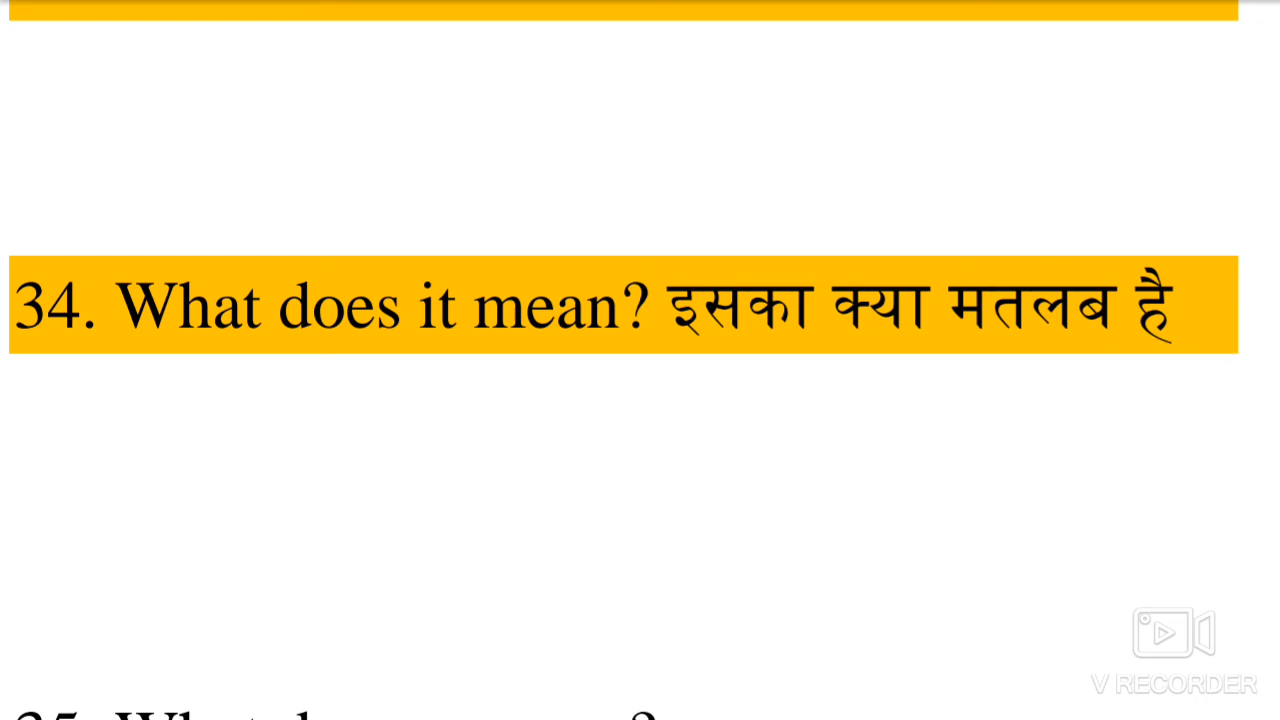 34. What does it mean? इसका क्या मतलब है
V RECORDER